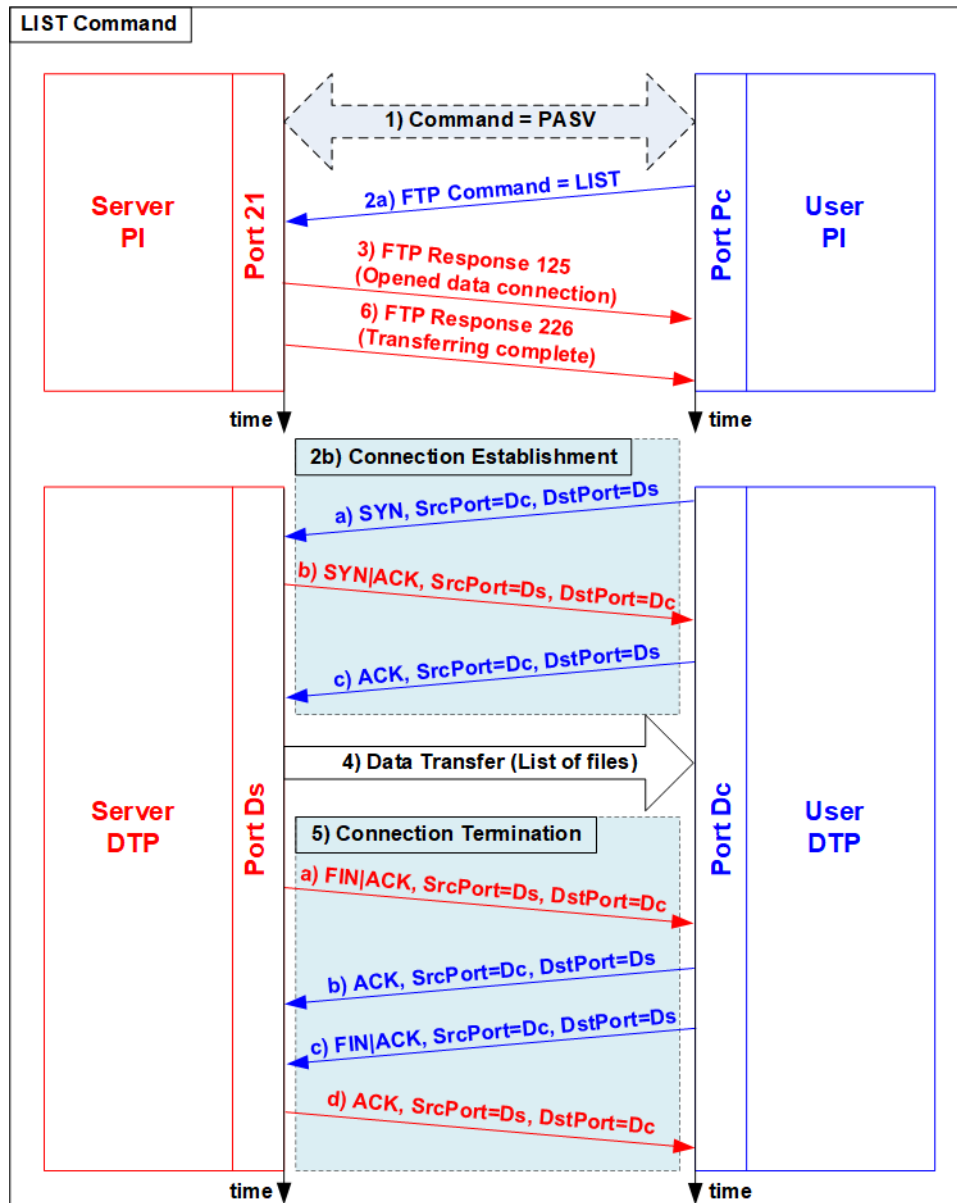 LIST Command
1) Command = PASV
2a) FTP Command = LIST
Server
PI
Port 21
3) FTP Response 125
(Opened data connection)
6) FTP Response 226
(Transferring complete)
Port Pc
User
PI
time
time
2b) Connection Establishment
a) SYN, SrcPort=Dc, DstPort=Ds
b) SYN|ACK, SrcPort=Ds, DstPort=Dc
c) ACK, SrcPort=Dc, DstPort=Ds
4) Data Transfer (List of files)
Server
DTP
Port Ds
Port Dc
User
DTP
5) Connection Termination
a) FIN|ACK, SrcPort=Ds, DstPort=Dc
b) ACK, SrcPort=Dc, DstPort=Ds
c) FIN|ACK, SrcPort=Dc, DstPort=Ds
d) ACK, SrcPort=Ds, DstPort=Dc
time
time